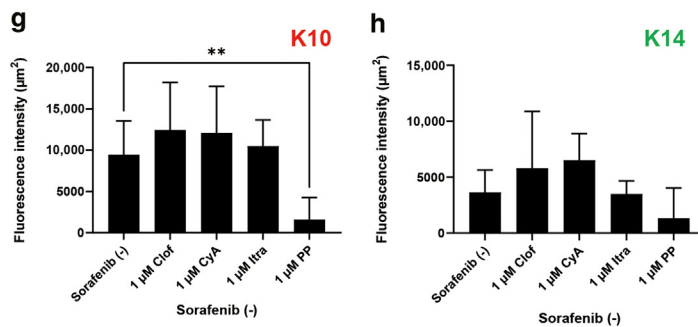 g
K10
**
Fluorescence intensity (µm²)
20,000
15,000
10,000
5000
0
Sorafenib (-)
1 µM Clof
1 µM CyA
1 µM Itra
1 µM PP
Sorafenib (-)
h
K14
Fluorescence intensity (µm²)
15,000
10,000
5000
0
Sorafenib (-)
1 µM Clof
1 µM CyA
1 µM Itra
1 µM PP
Sorafenib (-)